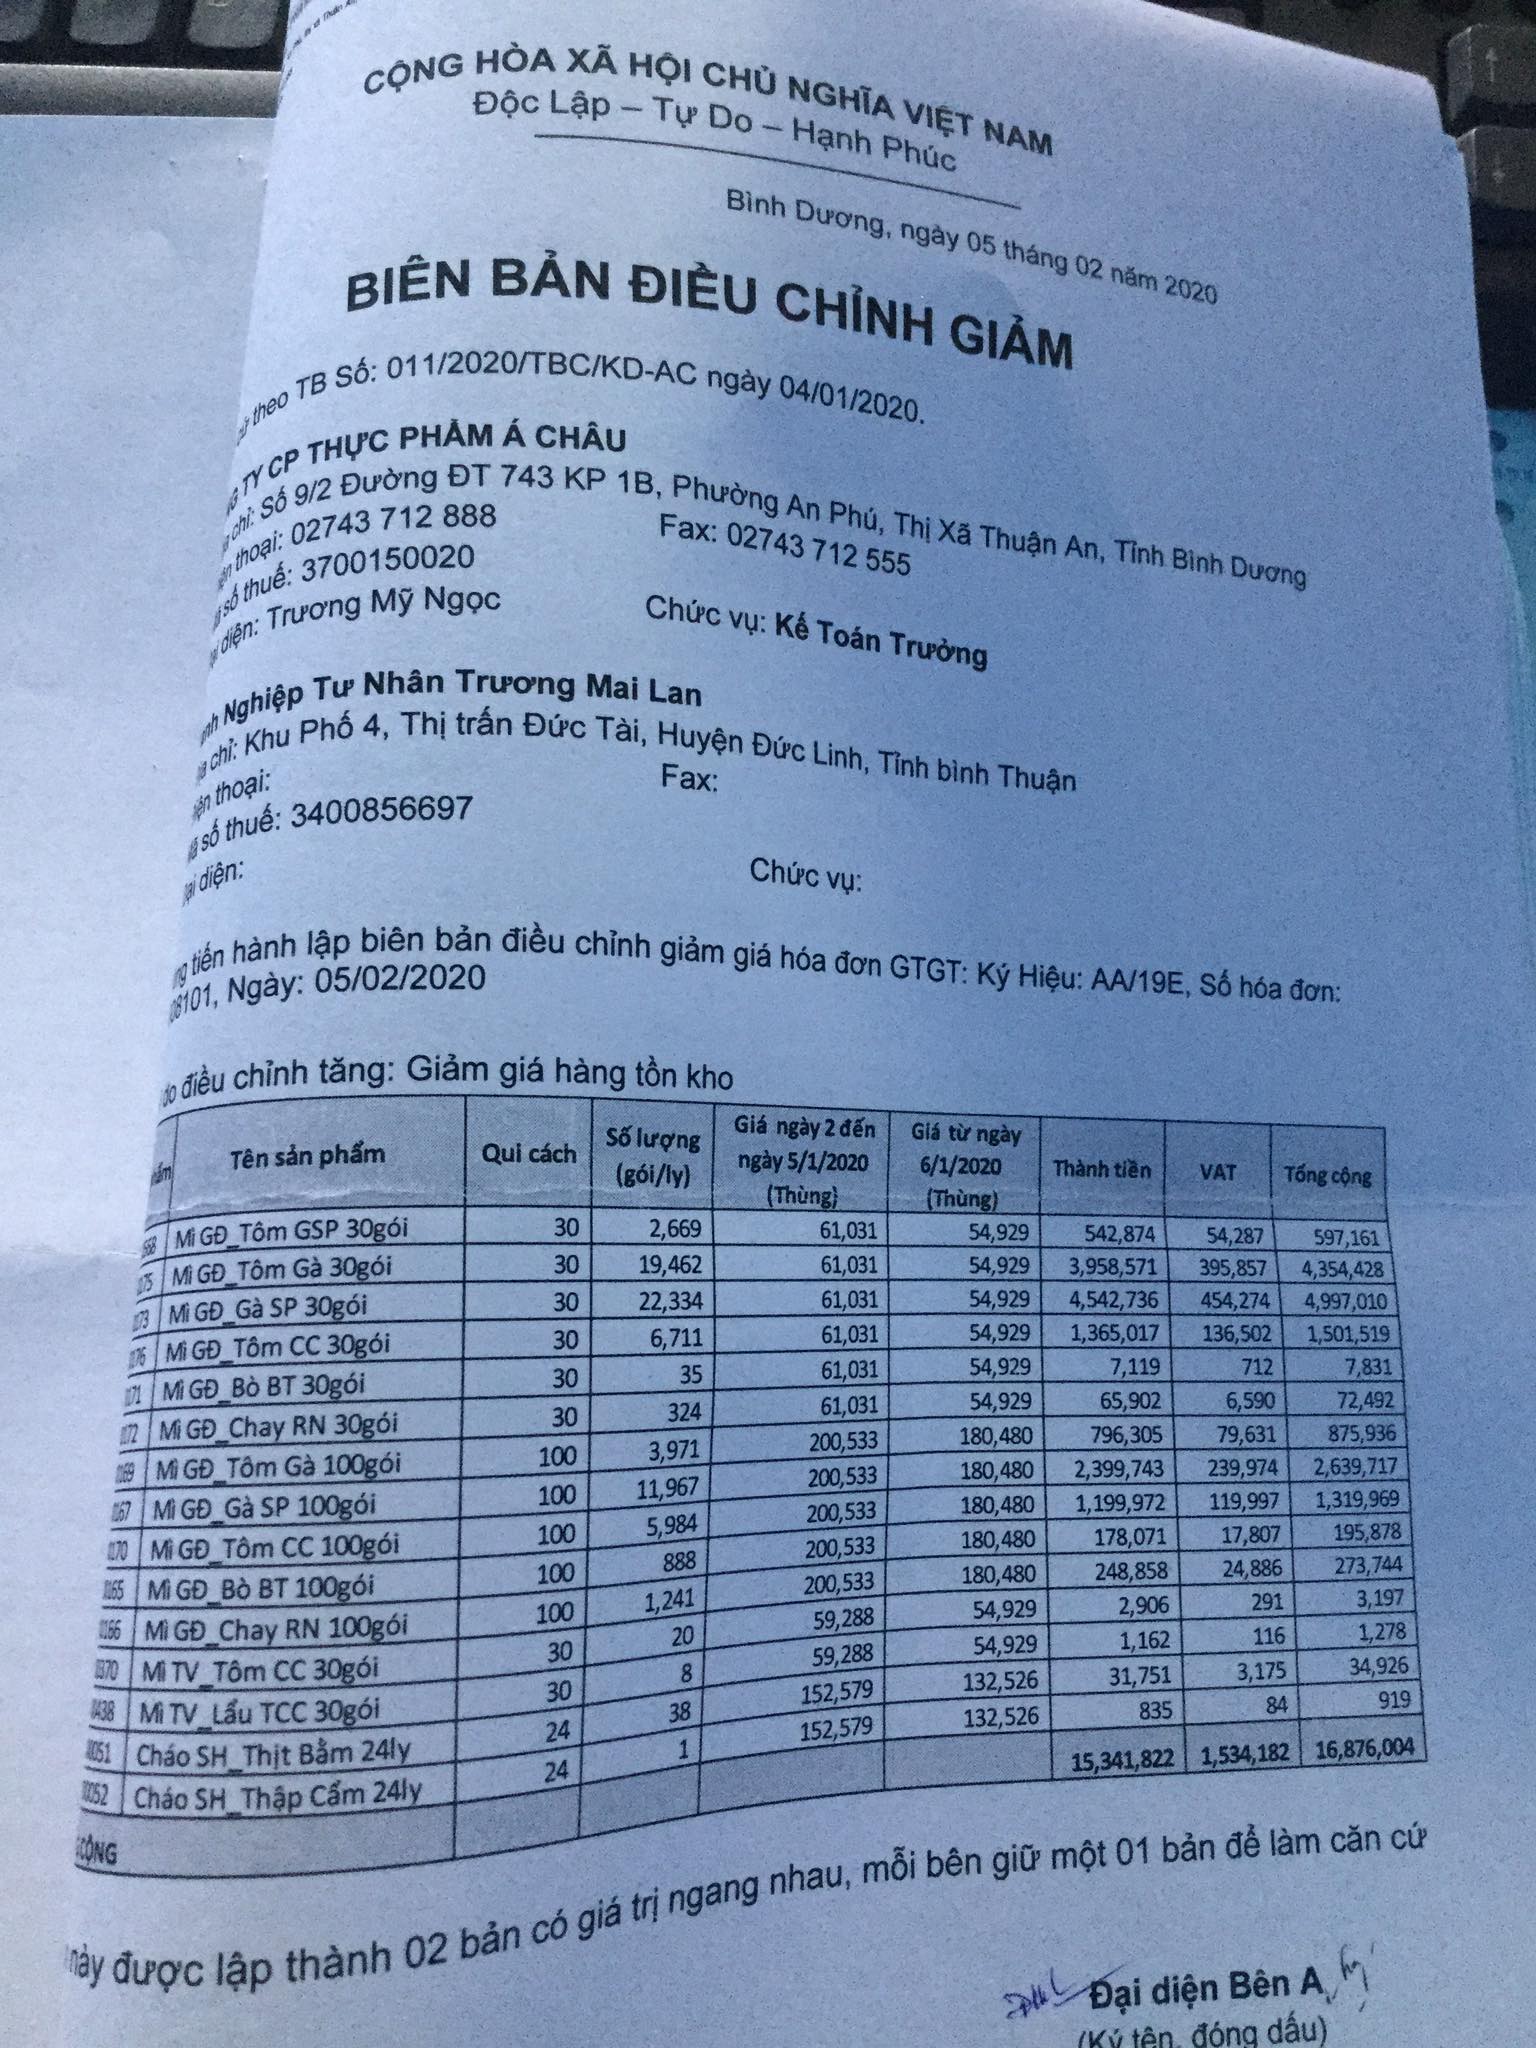 CỘNG HÒA XÃ HỘI CHỦ NGHĨA VIỆT NAM
Độc Lập – Tự Do – Hạnh Phúc
Bình Dương, ngày 05 tháng 02 năm 2020
BIÊN BẢN ĐIỀU CHỈNH GIẢM
theo TB Số: 011/2020/TBC/KD-AC ngày 04/01/2020.
TY CP THỰC PHẨM Á CHÂU
chỉ: Số 9/2 Đường ĐT 743 KP 1B, Phường An Phú, Thị Xã Thuận An, Tỉnh Bình Dương
thoại: 02743 712 888 Fax: 02743 712 555
số thuế: 3700150020
diện: Trương Mỹ Ngọc Chức vụ: Kế Toán Trưởng
Nghiệp Tư Nhân Trương Mai Lan
chỉ: Khu Phố 4, Thị trấn Đức Tài, Huyện Đức Linh, Tỉnh bình Thuận
thoại: Fax:
số thuế: 3400856697
diện: Chức vụ:
tiến hành lập biên bản điều chỉnh giảm giá hóa đơn GTGT: Ký Hiệu: AA/19E, Số hóa đơn:
08101, Ngày: 05/02/2020
do điều chỉnh tăng: Giảm giá hàng tồn kho
Tên sản phẩm Qui cách Số lượng (gói/ly) Giá ngày 2 đến ngày 5/1/2020 (Thùng) Giá từ ngày 6/1/2020 (Thùng) Thành tiền VAT Tổng cộng
Mì GĐ_Tôm GSP 30gói 30 2,669 61,031 54,929 542,874 54,287 597,161
Mì GĐ_Tôm Gà 30gói 30 19,462 61,031 54,929 3,958,571 395,857 4,354,428
Mì GĐ_Gà SP 30gói 30 22,334 61,031 54,929 4,542,736 454,274 4,997,010
Mì GĐ_Tôm CC 30gói 30 6,711 61,031 54,929 1,365,017 136,502 1,501,519
Mì GĐ_Bò BT 30gói 30 35 61,031 54,929 7,119 712 7,831
Mì GĐ_Chay RN 30gói 30 324 61,031 54,929 65,902 6,590 72,492
Mì GĐ_Tôm Gà 100gói 100 3,971 200,533 180,480 796,305 79,631 875,936
Mì GĐ_Gà SP 100gói 100 11,967 200,533 180,480 2,399,743 239,974 2,639,717
Mì GĐ_Tôm CC 100gói 100 5,984 200,533 180,480 1,199,972 119,997 1,319,969
Mì GĐ_Bò BT 100gói 100 888 200,533 180,480 178,071 17,807 195,878
Mì GĐ_Chay RN 100gói 100 1,241 200,533 180,480 248,858 24,886 273,744
Mì TV_Tôm CC 30gói 30 20 59,288 54,929 2,906 291 3,197
Mì TV_Lẩu TCC 30gói 30 8 59,288 54,929 1,162 116 1,278
Cháo SH_Thịt Bằm 24ly 24 38 152,579 132,526 31,751 3,175 34,926
Cháo SH_Thập Cẩm 24ly 24 1 152,579 132,526 835 84 919
CỘNG 15,341,822 1,534,182 16,876,004
này được lập thành 02 bản có giá trị ngang nhau, mỗi bên giữ một 01 bản để làm căn cứ
Đại diện Bên A
(Ký tên, đóng dấu)